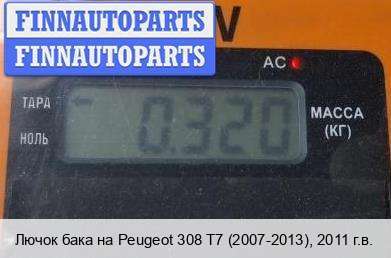 FINNAUTOPARTS
FINNAUTOPARTS
V
AC
ТАРА
НОЛЬ
0.320
МАССА
(КГ)
Лючок бака на Peugeot 308 T7 (2007-2013), 2011 г.в.